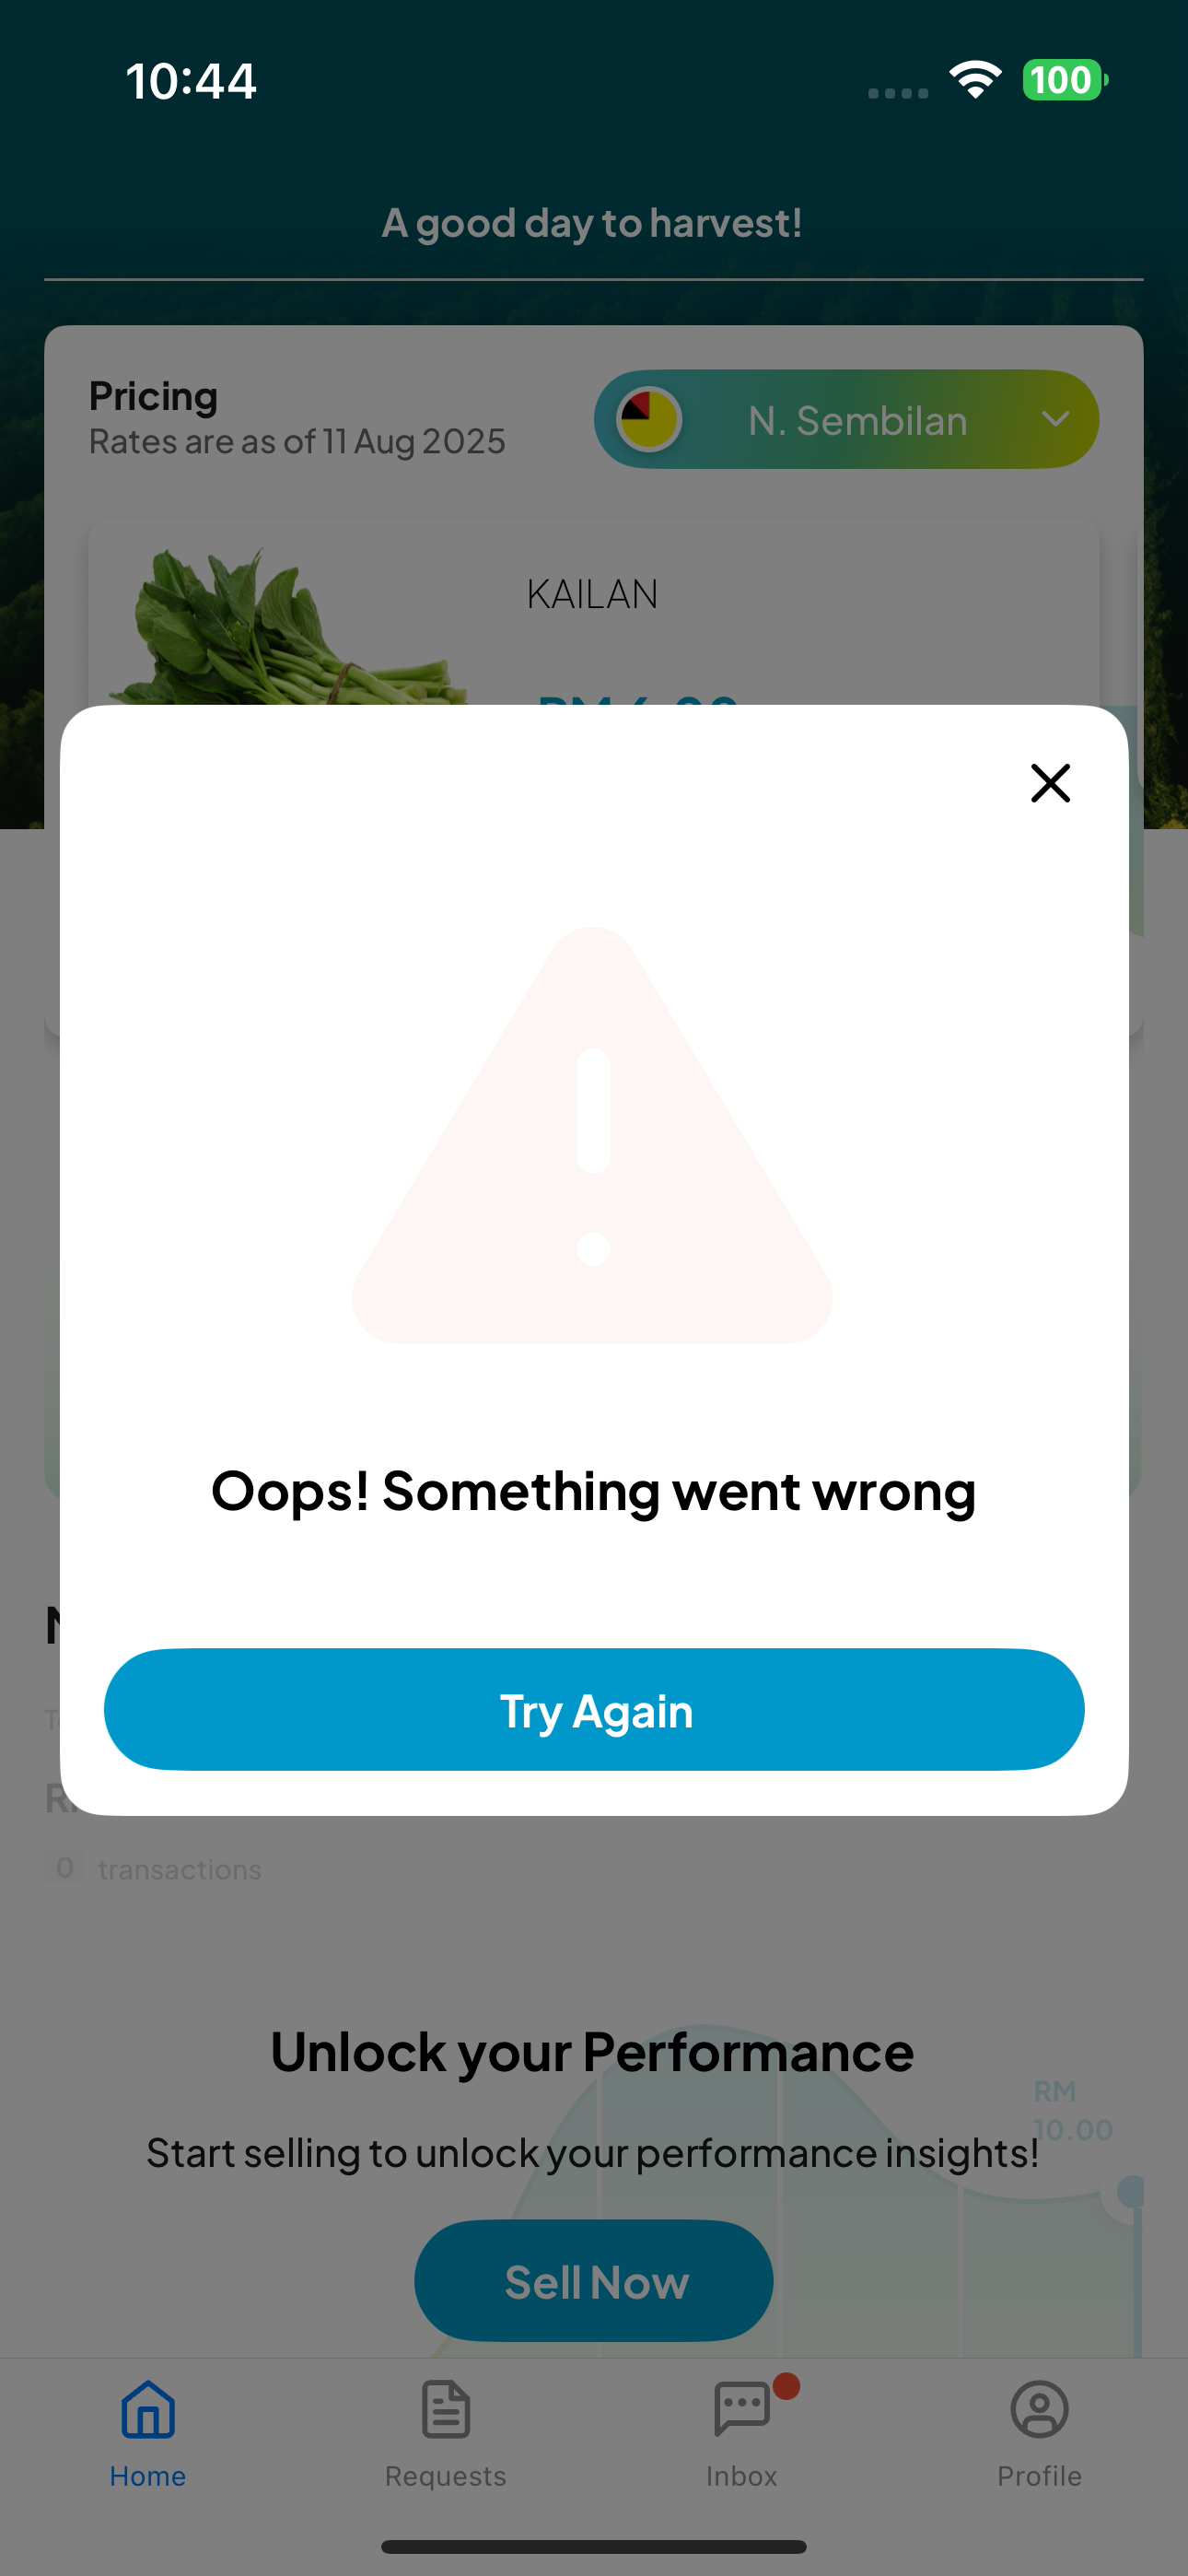 10:44
100
A good day to harvest!
Pricing
Rates are as of 11 Aug 2025
N. Sembilan
KAILAN
Oops! Something went wrong
Try Again
0 transactions
Unlock your Performance
RM
10.00
Start selling to unlock your performance insights!
Sell Now
Home
Requests
Inbox
Profile